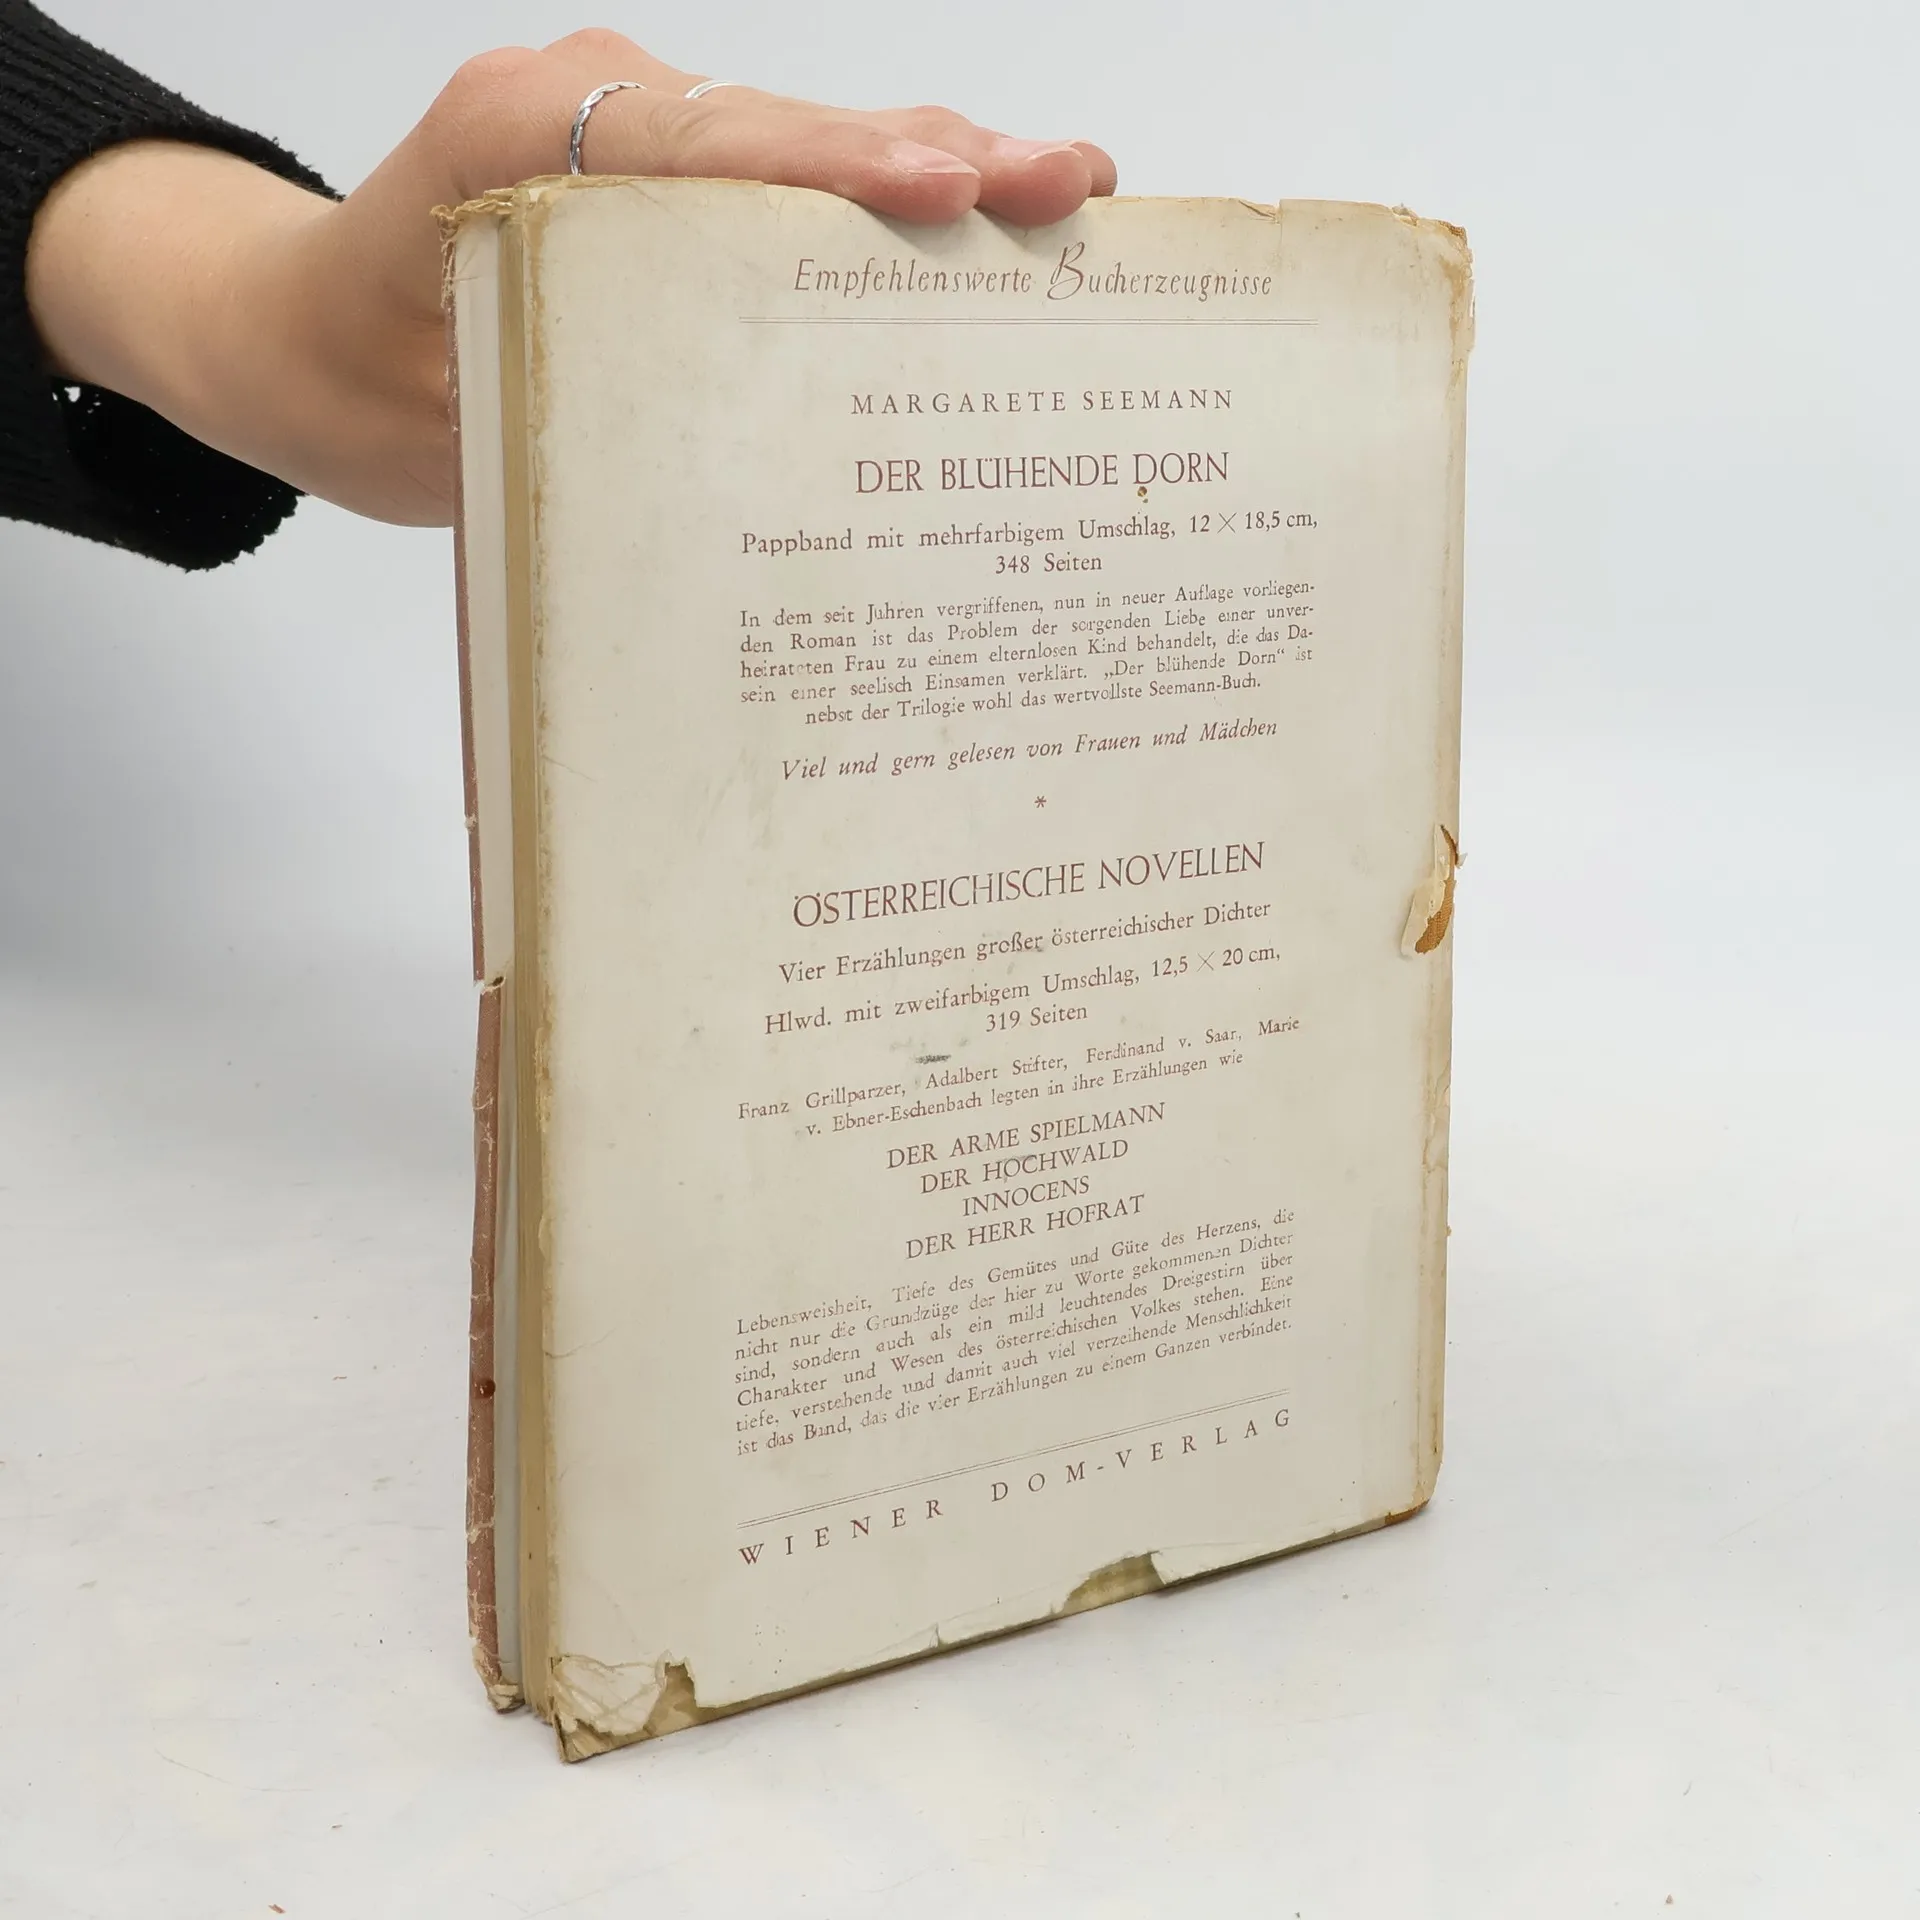 Empfehlenswerte Bucherzeugnisse
MARGARETE SEEMANN
DER BLÜHENDE DORN
Pappband mit mehrfarbigem Umschlag, 12 × 18,5 cm,
348 Seiten
In dem seit Jahren vergriffenen, nun in neuer Auflage vorliegen-
den Roman ist das Problem der sorgenden Liebe einer unver-
heirateten Frau zu einem elternlosen Kind behandelt, die das Da-
sein einer seelisch Einsamen verklärt. „Der blühende Dorn“ ist
nebst der Trilogie wohl das wertvollste Seemann-Buch.
Viel und gern gelesen von Frauen und Mädchen
*
ÖSTERREICHISCHE NOVELLEN
Vier Erzählungen großer österreichischer Dichter
Hlwd. mit zweifarbigem Umschlag, 12,5 × 20 cm,
319 Seiten
Franz Grillparzer, Adalbert Stifter, Ferdinand v. Saar, Marie
v. Ebner-Eschenbach legten in ihre Erzählungen wie
DER ARME SPIELMANN
DER HOCHWALD
INNOCENS
DER HERR HOFRAT
Lebensweisheit, Tiefe des Gemütes und Güte des Herzens, die
nicht nur die Grundzüge der hier zu Worte gekommenen Dichter
sind, sondern auch als ein mild leuchtendes Dreigestirn über
Charakter und Wesen des österreichischen Volkes stehen. Eine
tiefe, verstehende und damit auch viel verzeihende Menschlichkeit
ist das Band, das die vier Erzählungen zu einem Ganzen verbindet.
WIENER DOM-VERLAG